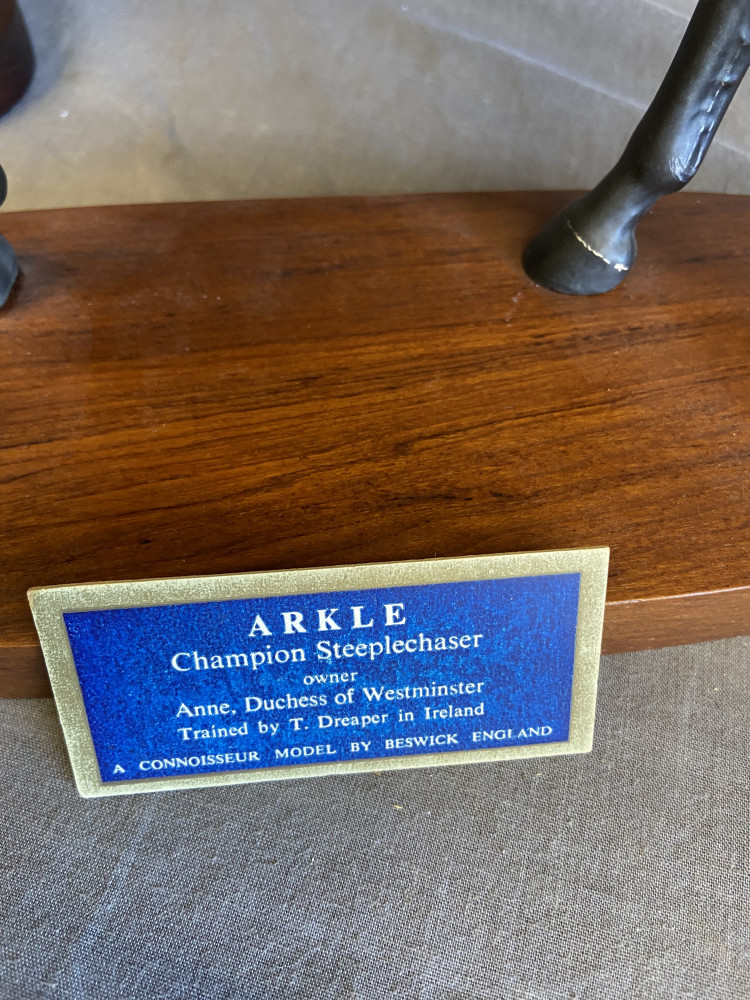 ARKLE
Champion Steeplechaser
owner
Anne, Duchess of Westminster
Trained by T. Dreaper in Ireland
A CONNOISSEUR MODEL BY BESWICK ENGLAND